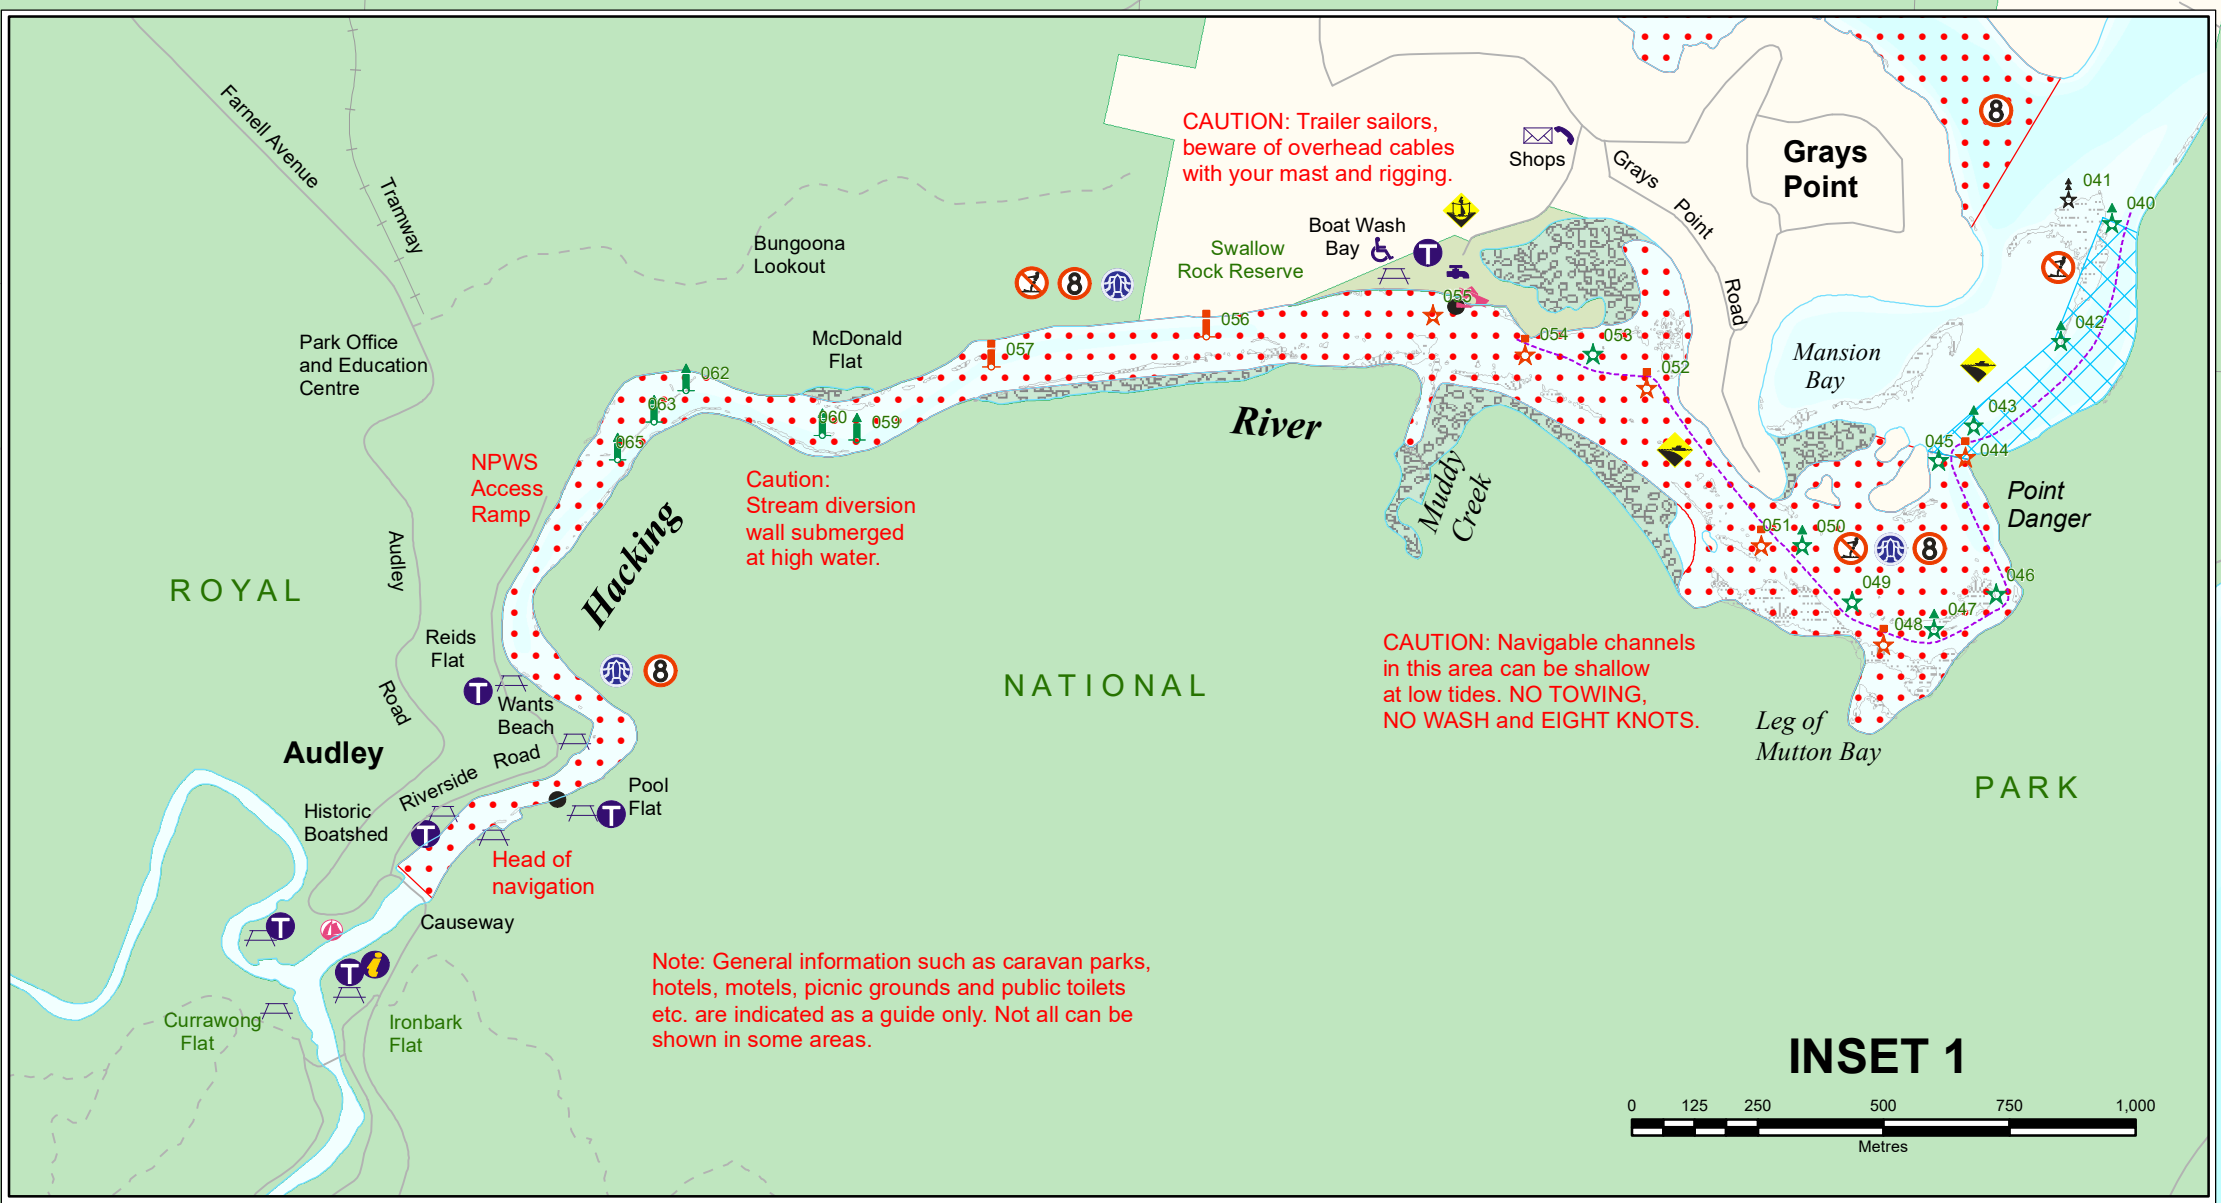 Farnell Avenue
Tramway
CAUTION: Trailer sailors,
beware of overhead cables
with your mast and rigging.
Shops
Grays
Point
Road
Grays
Point
8
041
040
Boat Wash
Bay
T
Swallow
Rock Reserve
Bungoona
Lookout
8
055
056
057
054
053
052
042
Mansion
Bay
043
045
044
Park Office
and Education
Centre
McDonald
Flat
062
063
065
060
059
River
Muddy
Creek
NPWS
Access
Ramp
Caution:
Stream diversion
wall submerged
at high water.
Hacking
Point
Danger
051
050
8
049
046
047
048
Audley
Road
ROYAL
NATIONAL
PARK
Reids
Flat
T
8
Wants
Beach
CAUTION: Navigable channels
in this area can be shallow
at low tides. NO TOWING,
NO WASH and EIGHT KNOTS.
Leg of
Mutton Bay
Audley
Riverside Road
Pool
Flat
T
Historic
Boatshed
T
Head of
navigation
Causeway
T
T
i
Currawong
Flat
Ironbark
Flat
Note: General information such as caravan parks,
hotels, motels, picnic grounds and public toilets
etc. are indicated as a guide only. Not all can be
shown in some areas.
INSET 1
0 125 250 500 750 1,000
Metres